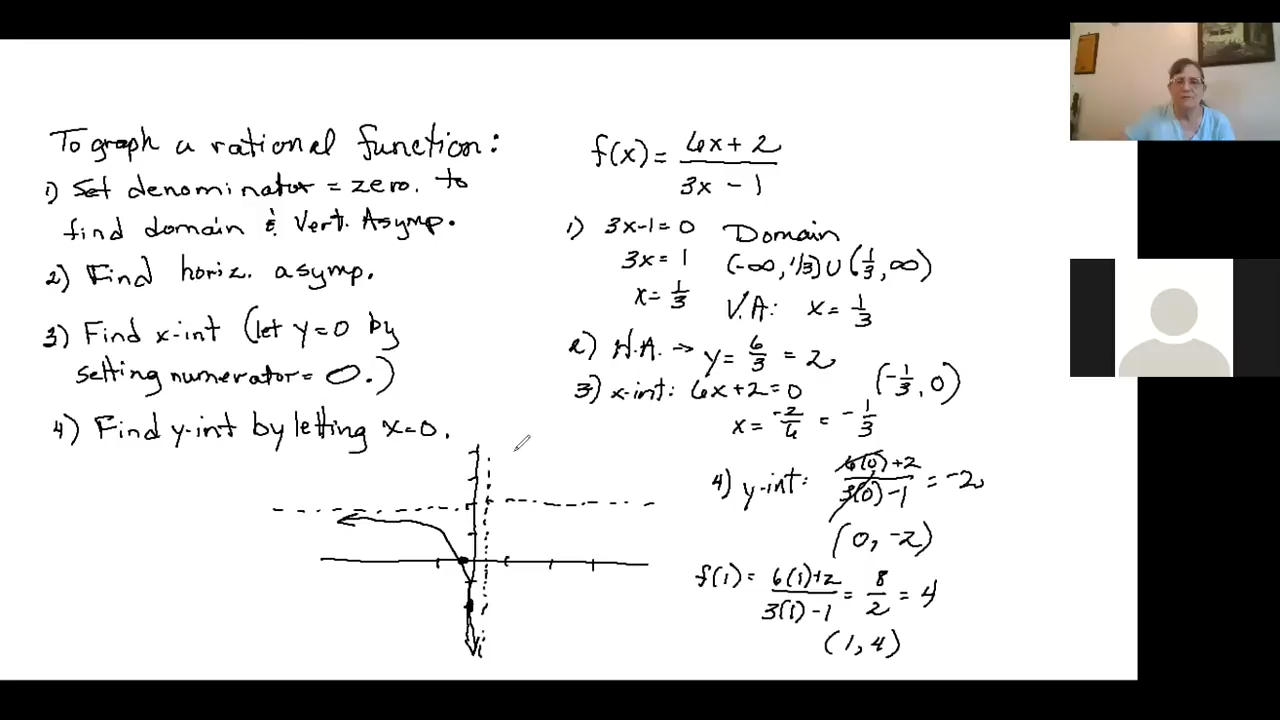 To graph a rational function:
1) Set denominator = zero. to
find domain & Vert. Asymp.
2) Find horiz. asymp.
3) Find x-int (let y=0 by
setting numerator = 0.)
4) Find y-int by letting x=0.
f(x) = 6x + 2 / 3x - 1
1) 3x-1=0 Domain
3x = 1 (-∞, 1/3) ∪ (1/3, ∞)
x = 1/3 V.A: x = 1/3
2) H.A. → y = 6/3 = 2
3) x-int: 6x+2=0 (-1/3, 0)
x = -2/6 = -1/3
4) y-int: 6(0)+2 / 3(0)-1 = -2
(0, -2)
f(1) = 6(1)+2 / 3(1)-1 = 8/2 = 4
(1, 4)